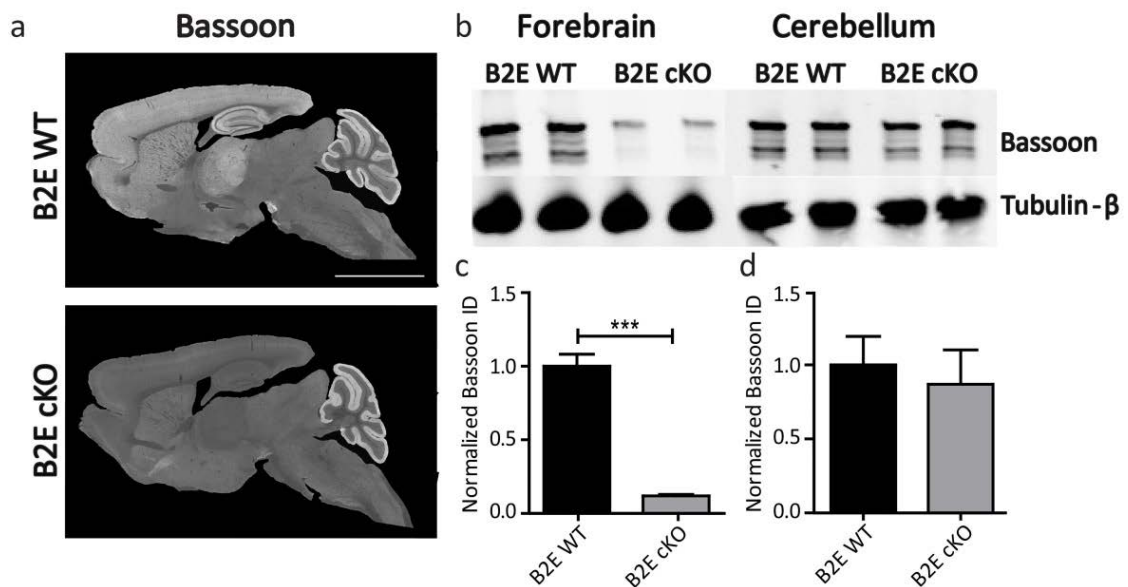 a
Bassoon
B2E WT
B2E cKO
b
Forebrain
Cerebellum
B2E WT
B2E cKO
B2E WT
B2E cKO
Bassoon
Tubulin-β
c
Normalized Bassoon ID
1.5
1.0
0.5
0.0
***
B2E WT
B2E cKO
d
Normalized Bassoon ID
1.5
1.0
0.5
0.0
B2E WT
B2E cKO